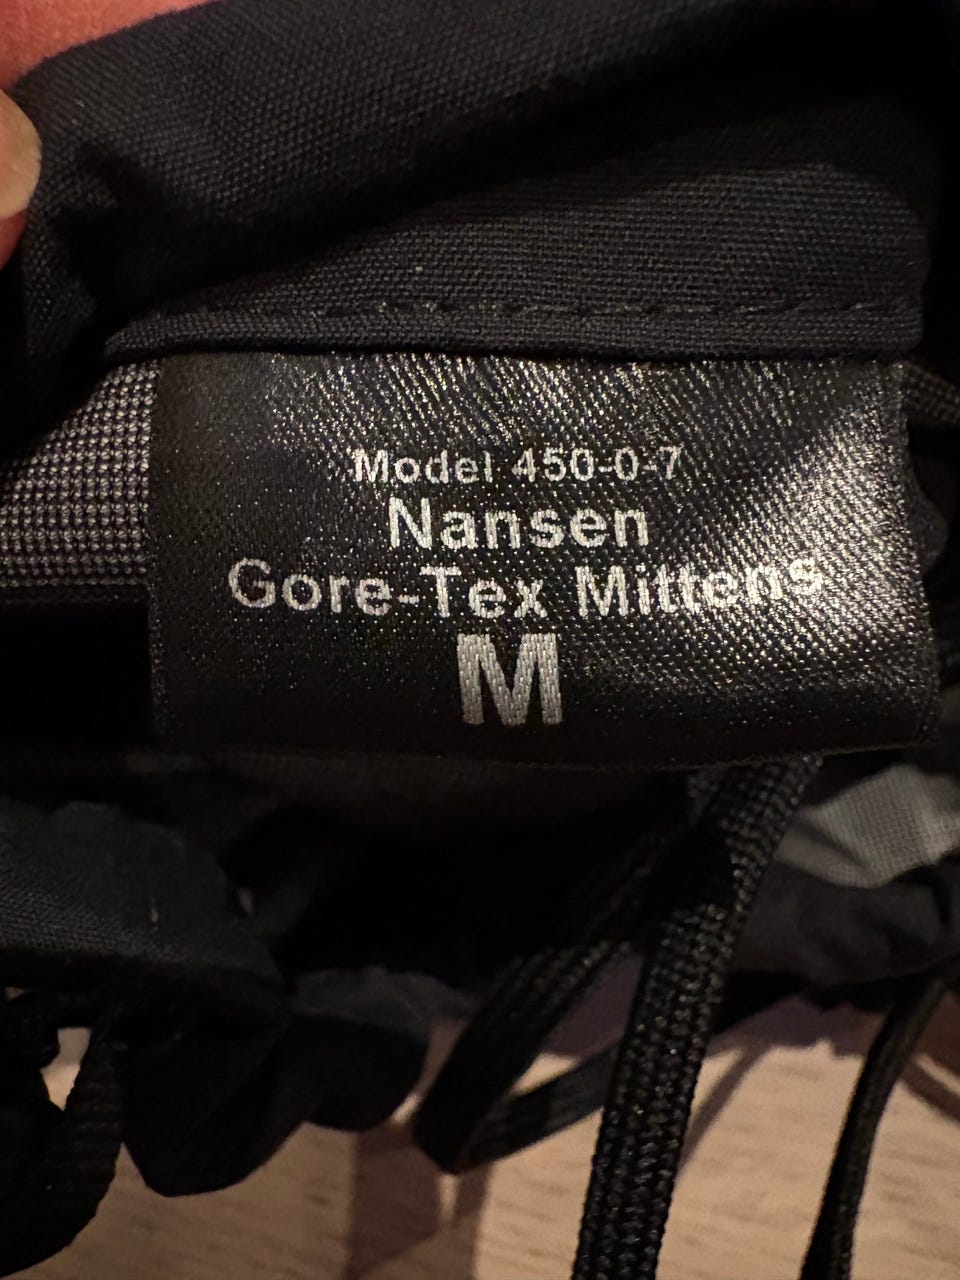 Model 450-0-7
Nansen
Gore-Tex Mittens
M